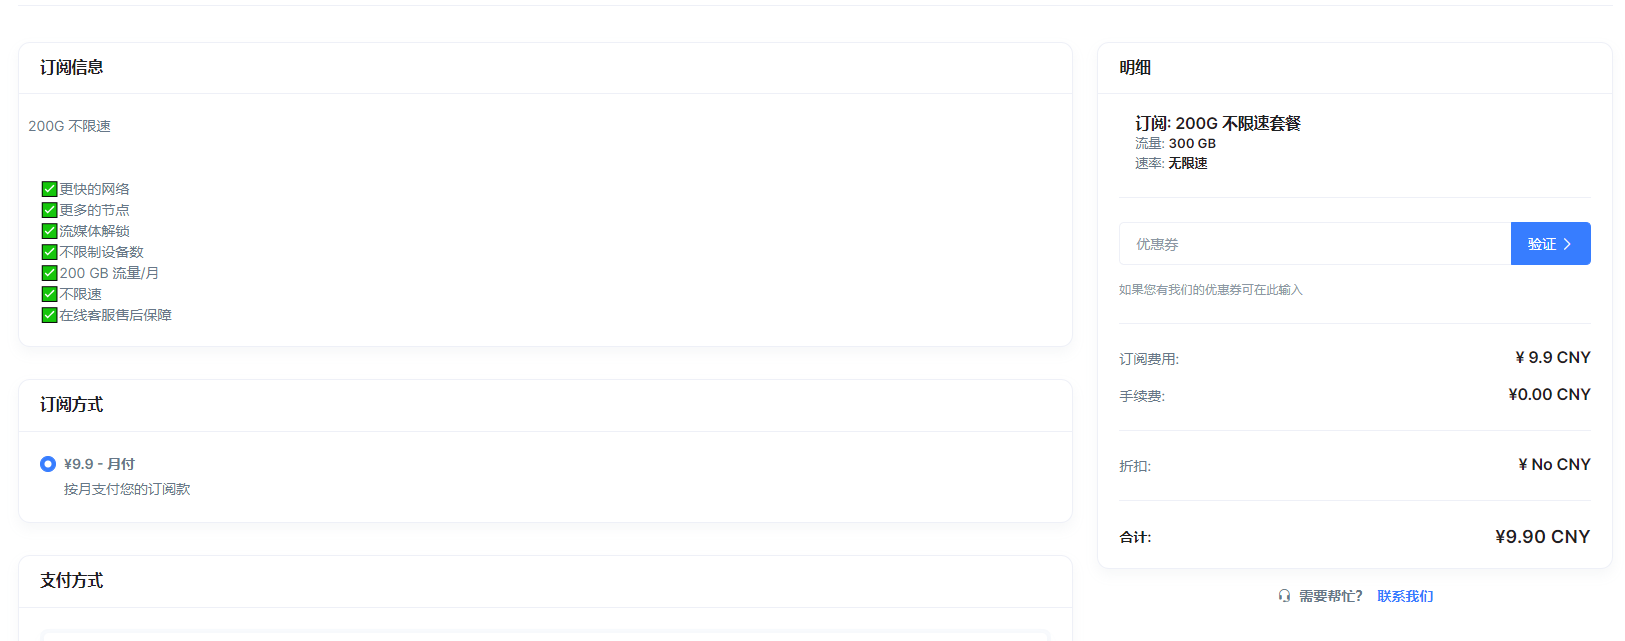 订阅信息
200G 不限速
✅更快的网络
✅更多的节点
✅流媒体解锁
✅不限制设备数
✅200 GB 流量/月
✅不限速
✅在线客服售后保障
订阅方式
¥9.9 - 月付
按月支付您的订阅款
支付方式
明细
订阅: 200G 不限速套餐
流量: 300 GB
速率: 无限速
优惠券
验证 >
如果您有我们的优惠券可在此输入
订阅费用: ¥ 9.9 CNY
手续费: ¥0.00 CNY
折扣: ¥ No CNY
合计: ¥9.90 CNY
需要帮忙? 联系我们